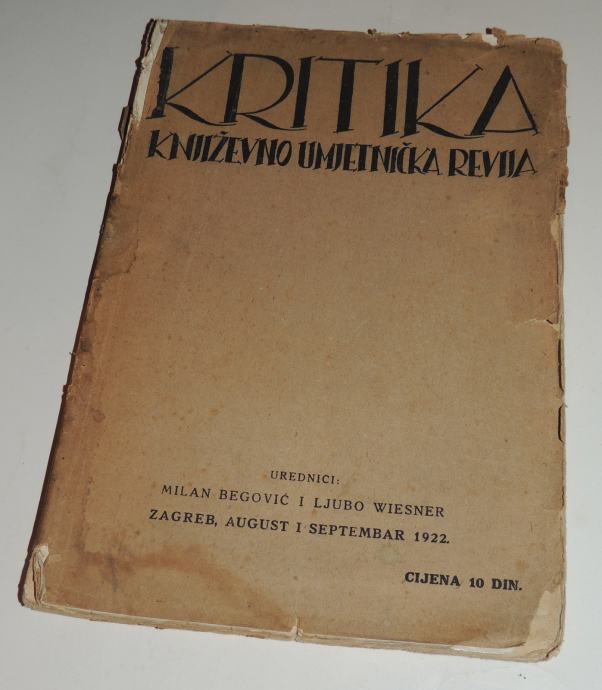 KRITIKA
KNJIŽEVNO UMJETNIČKA REVIJA
UREDNICI:
MILAN BEGOVIĆ I LJUBO WIESNER
ZAGREB, AUGUST I SEPTEMBAR 1922.
CIJENA 10 DIN.